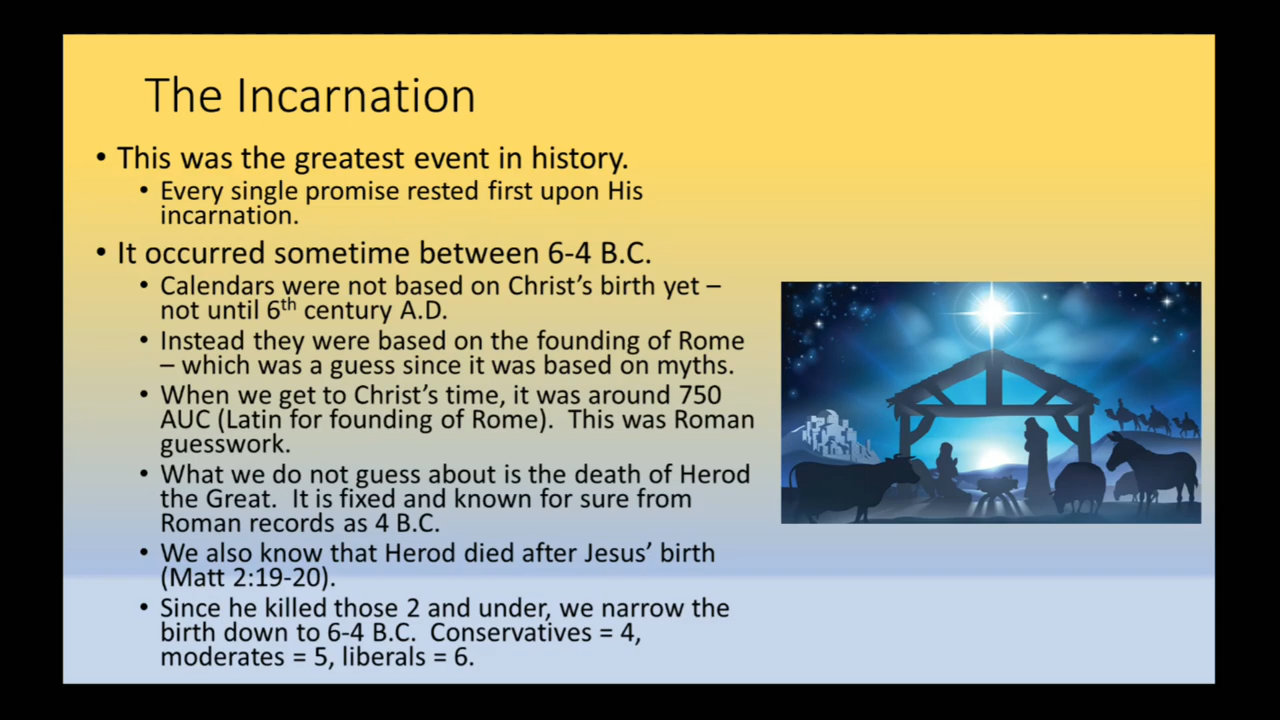 The Incarnation
• This was the greatest event in history.
• Every single promise rested first upon His
incarnation.
• It occurred sometime between 6-4 B.C.
• Calendars were not based on Christ’s birth yet –
not until 6th century A.D.
• Instead they were based on the founding of Rome
– which was a guess since it was based on myths.
• When we get to Christ’s time, it was around 750
AUC (Latin for founding of Rome).  This was Roman
guesswork.
• What we do not guess about is the death of Herod
the Great.  It is fixed and known for sure from
Roman records as 4 B.C.
• We also know that Herod died after Jesus’ birth
(Matt 2:19-20).
• Since he killed those 2 and under, we narrow the
birth down to 6-4 B.C.  Conservatives = 4,
moderates = 5, liberals = 6.